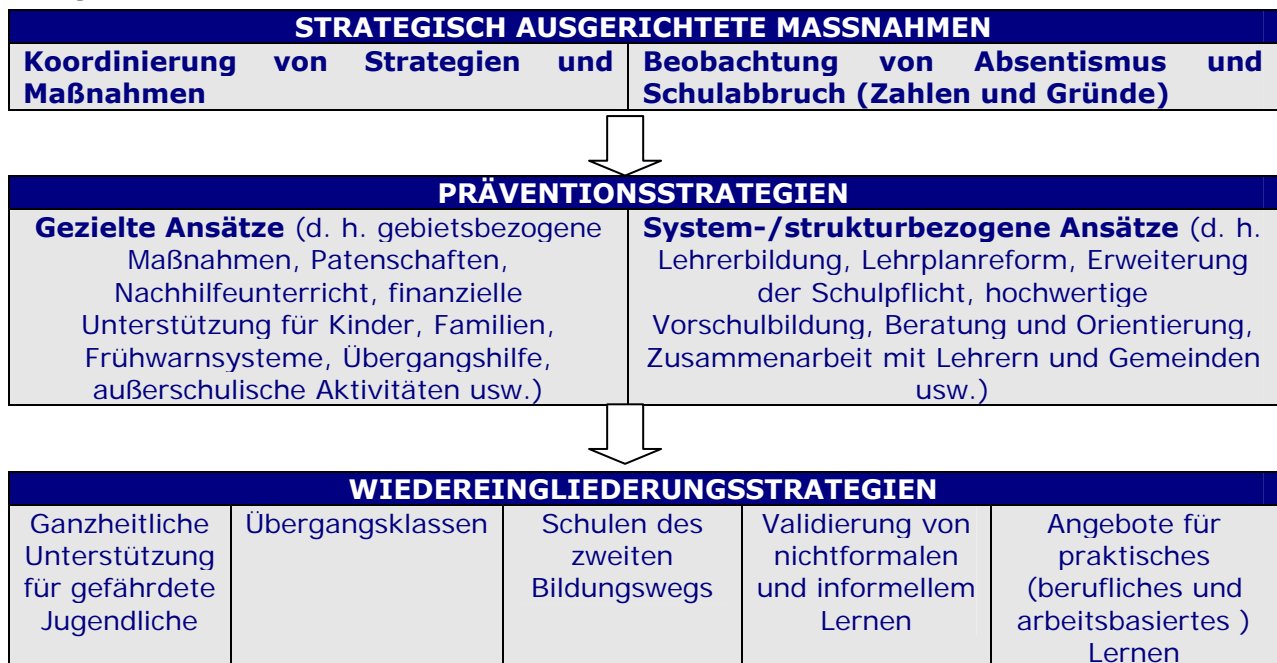 STRATEGISCH AUSGERICHTETE MASSNAHMEN
Koordinierung von Strategien und
Maßnahmen
Beobachtung von Absentismus und
Schulabbruch (Zahlen und Gründe)
PRÄVENTIONSSTRATEGIEN
Gezielte Ansätze (d. h. gebietsbezogene
Maßnahmen, Patenschaften,
Nachhilfeunterricht, finanzielle
Unterstützung für Kinder, Familien,
Frühwarnsysteme, Übergangshilfe,
außerschulische Aktivitäten usw.)
System-/strukturbezogene Ansätze (d. h.
Lehrerbildung, Lehrplanreform, Erweiterung
der Schulpflicht, hochwertige
Vorschulbildung, Beratung und Orientierung,
Zusammenarbeit mit Lehrern und Gemeinden
usw.)
WIEDEREINGLIEDERUNGSSTRATEGIEN
Ganzheitliche
Unterstützung
für gefährdete
Jugendliche
Übergangsklassen
Schulen des
zweiten
Bildungswegs
Validierung von
nichtformalen
und informellem
Lernen
Angebote für
praktisches
(berufliches und
arbeitsbasiertes )
Lernen